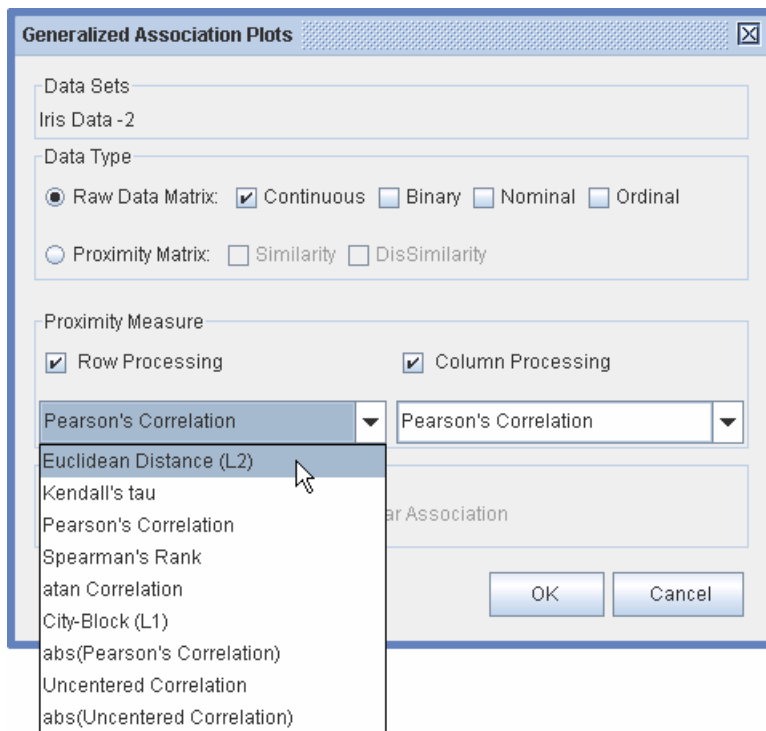 Generalized Association Plots
Data Sets
Iris Data -2
Data Type
Raw Data Matrix: Continuous Binary Nominal Ordinal
Proximity Matrix: Similarity DisSimilarity
Proximity Measure
Row Processing Column Processing
Pearson's Correlation Pearson's Correlation
Euclidean Distance (L2)
Kendall's tau
Pearson's Correlation
ar Association
Spearman's Rank
atan Correlation
OK Cancel
City-Block (L1)
abs(Pearson's Correlation)
Uncentered Correlation
abs(Uncentered Correlation)